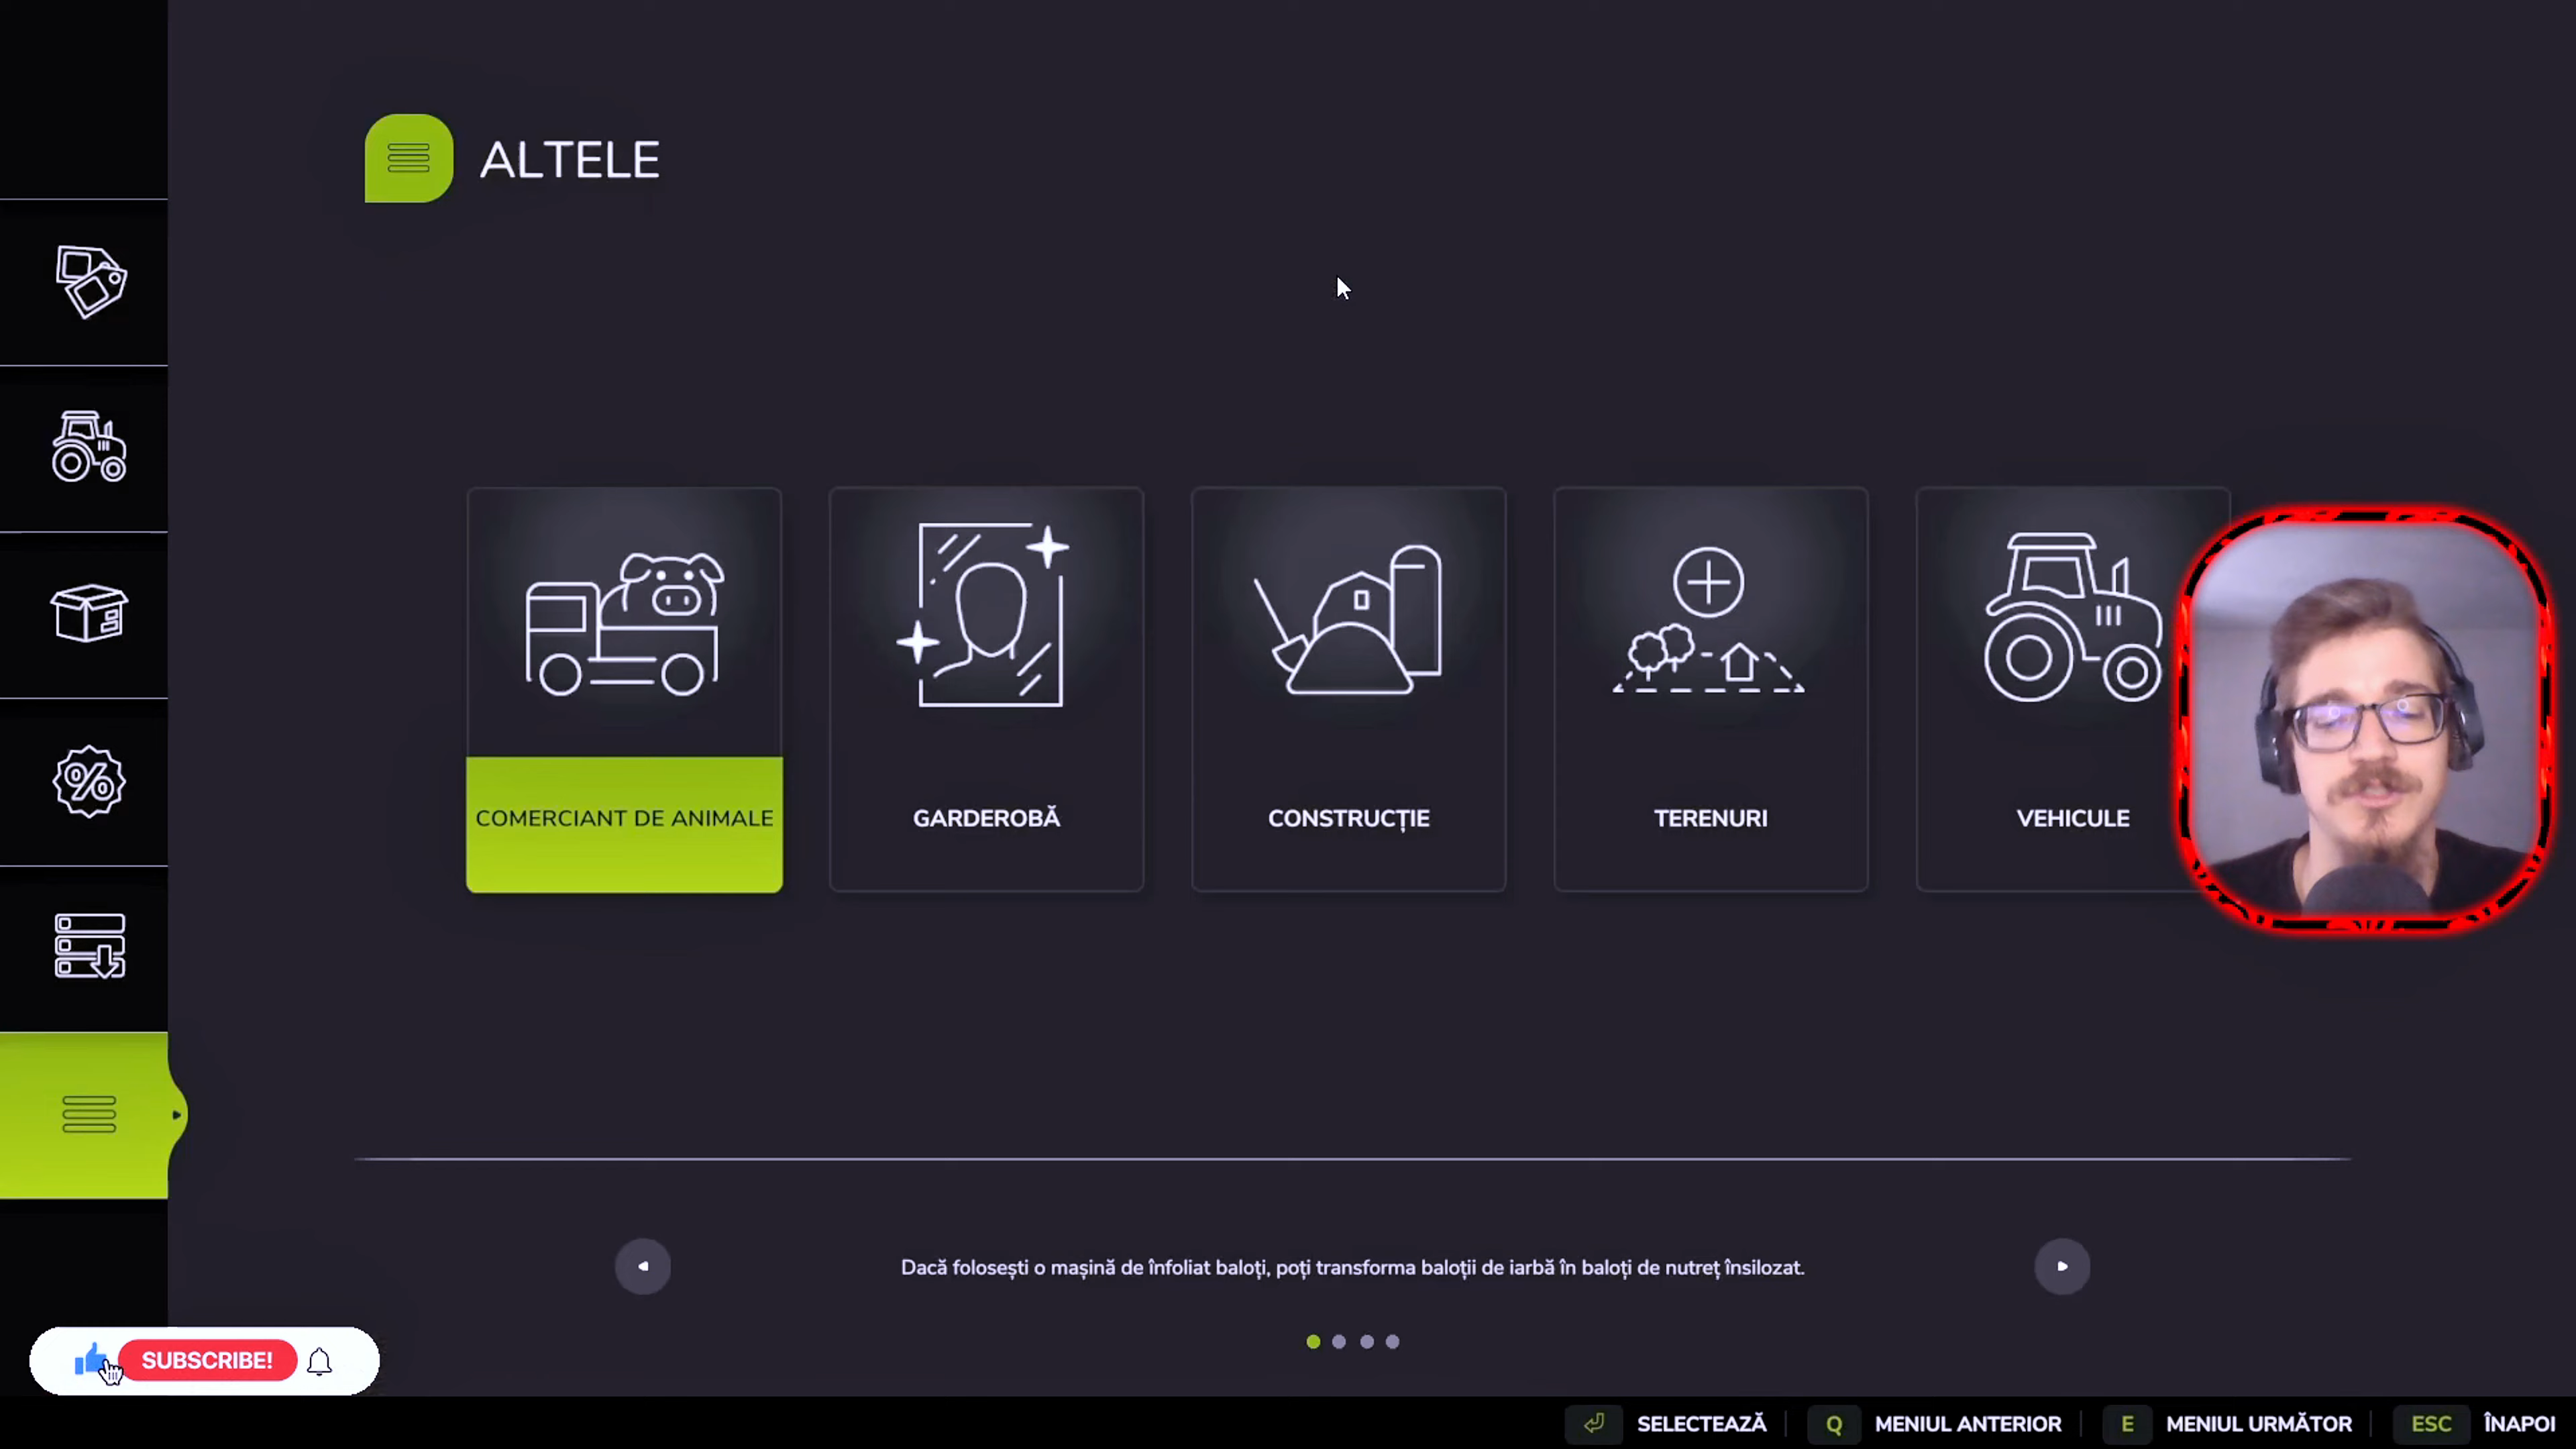 ALTELE
COMERCIANT DE ANIMALE
GARDEROBĂ
CONSTRUCȚIE
TERENURI
VEHICULE
Dacă folosești o mașină de înfoliat baloți, poți transforma baloții de iarbă în baloți de nutreț însilozat.
SUBSCRIBE!
SELECTEAZĂ
Q MENIUL ANTERIOR
E MENIUL URMĂTOR
ESC ÎNAPOI